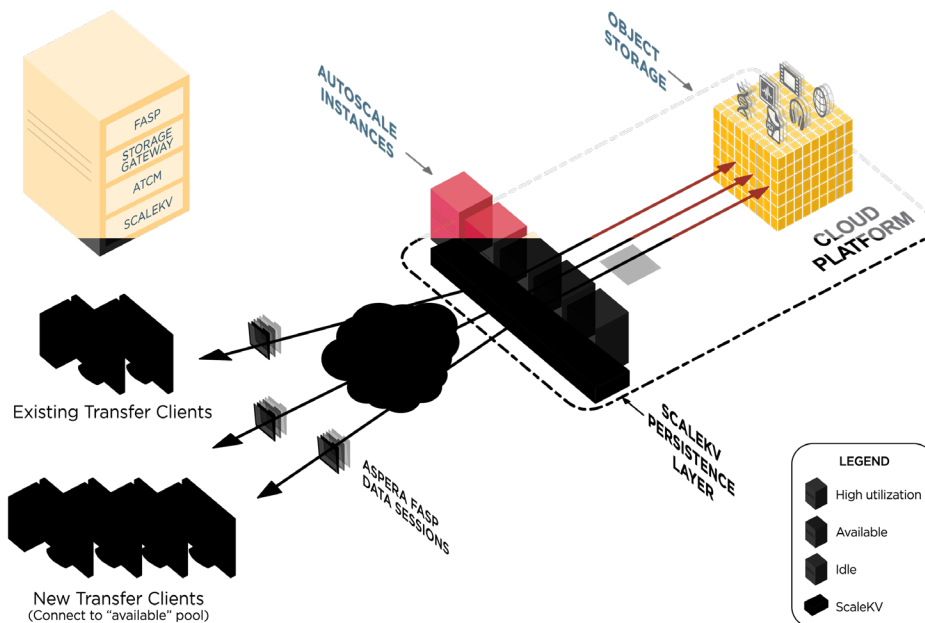 OBJECT
STORAGE
AUTOSCALE
INSTANCES
FASP
STORAGE
GATEWAY
ATCM
SCALEKV
CLOUD
PLATFORM
Existing Transfer Clients
SCALEKV
PERSISTENCE
LAYER
ASPERA FASP
DATA SESSIONS
New Transfer Clients
(Connect to “available” pool)
LEGEND
High utilization
Available
Idle
ScaleKV